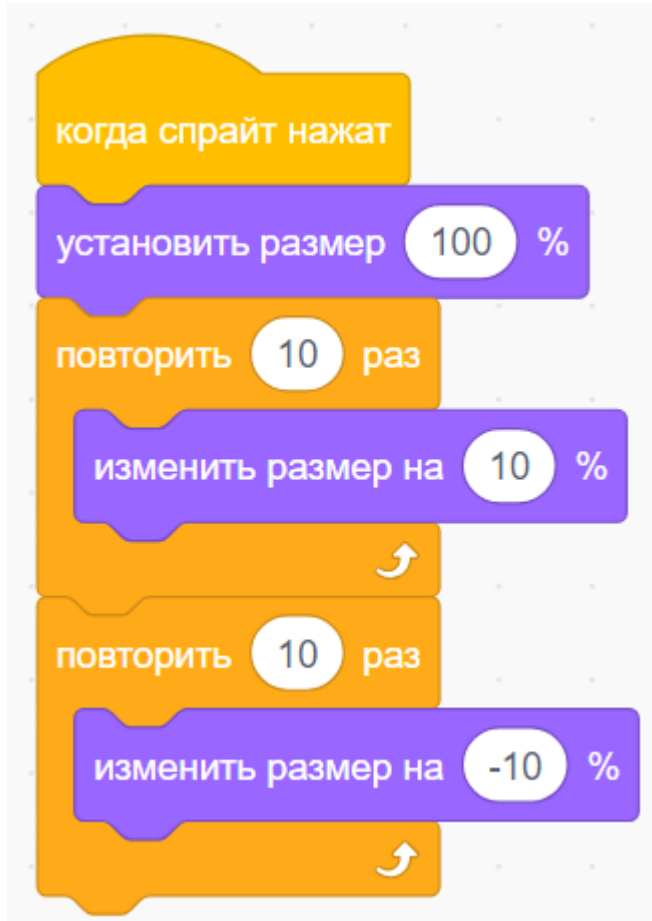 когда спрайт нажат
установить размер 100 %
повторить 10 раз
изменить размер на 10 %
повторить 10 раз
изменить размер на -10 %